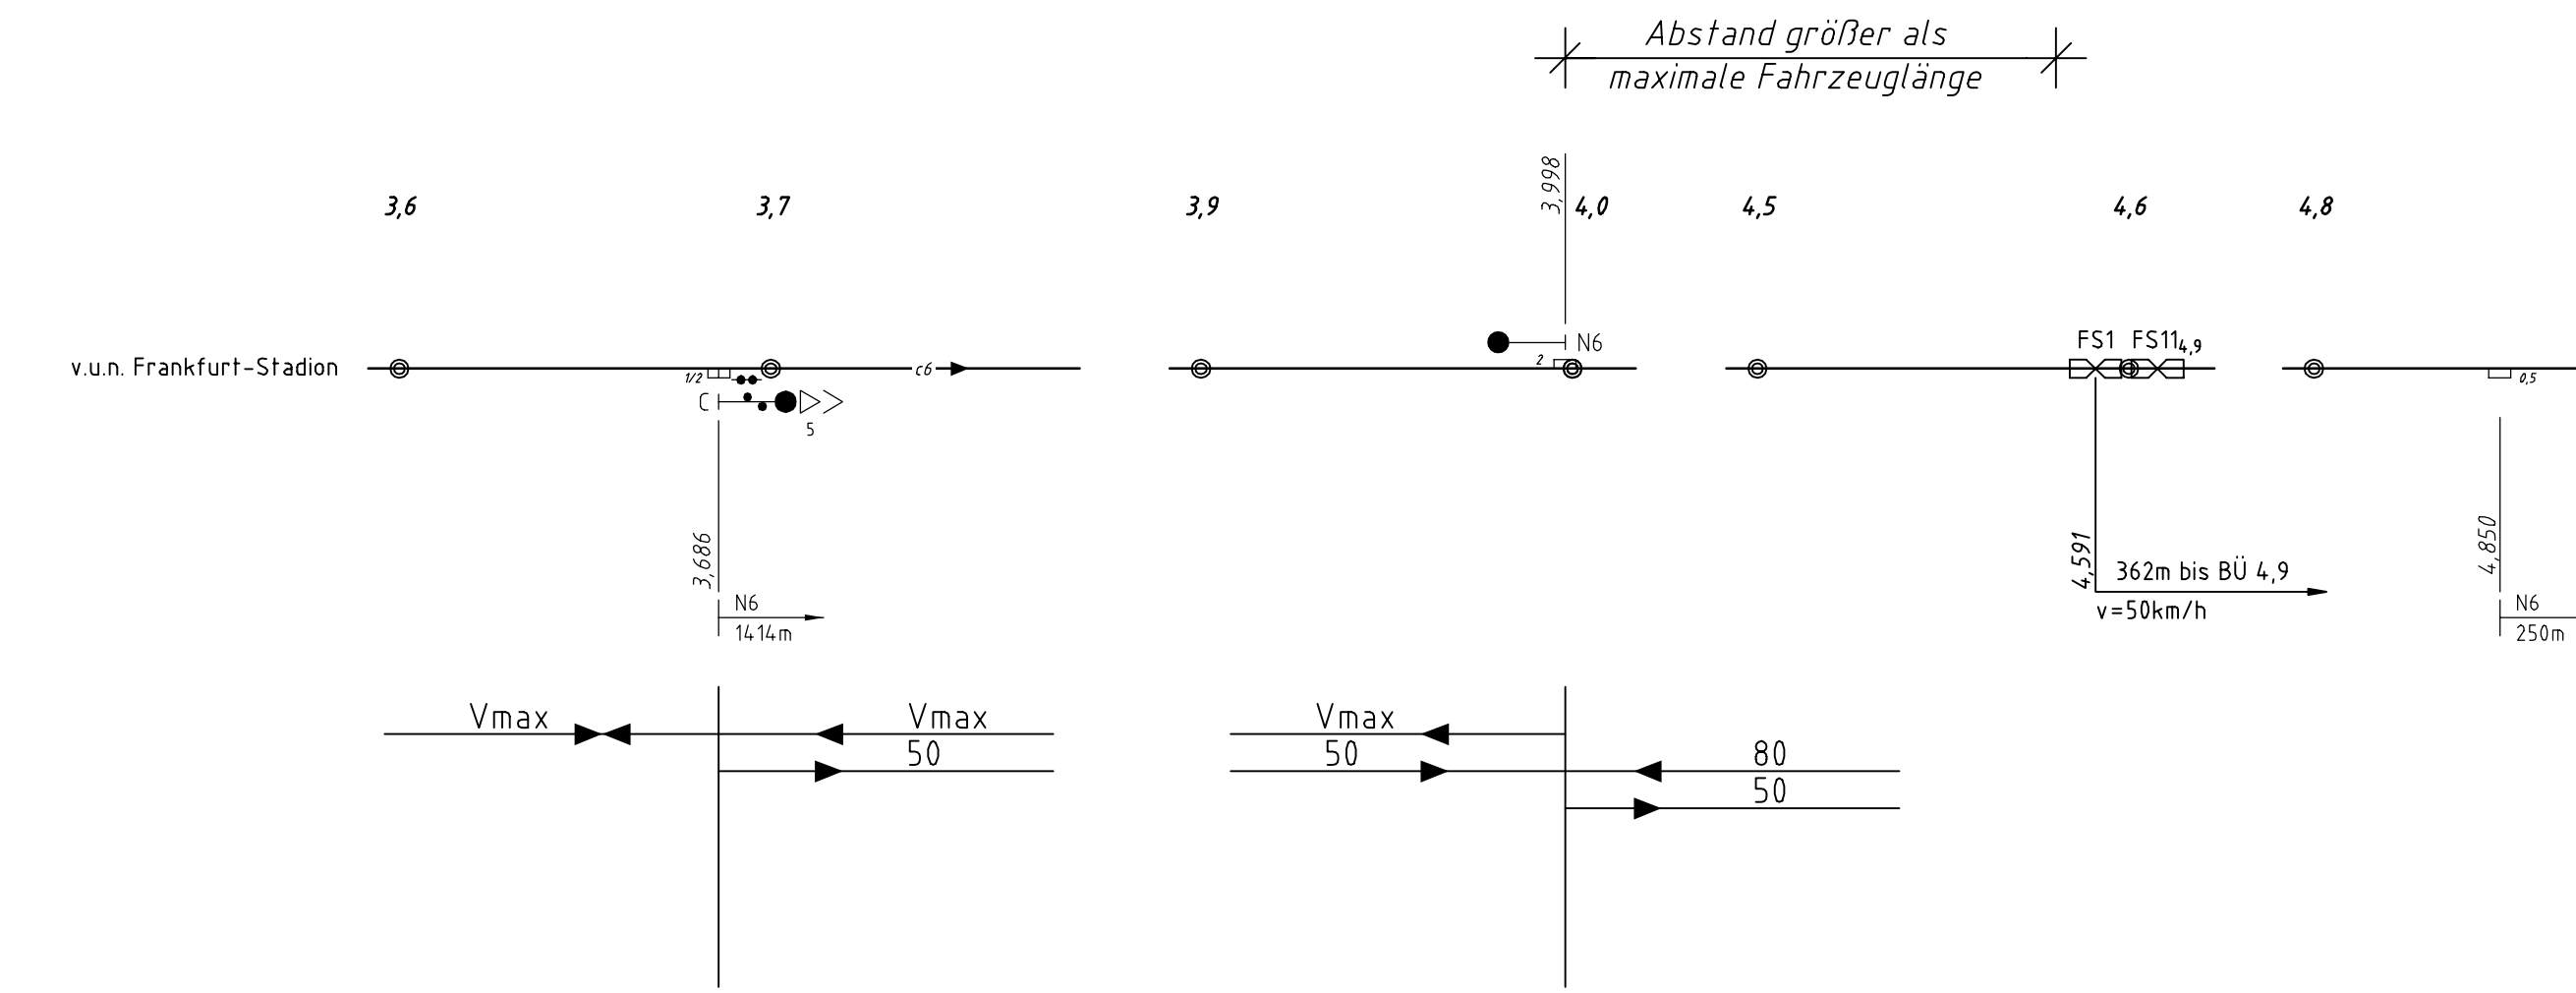 Abstand größer als
maximale Fahrzeuglänge
3,998
3,6
3,7
3,9
4,0
4,5
4,6
4,8
N6
FS1
FS11 4,9
v.u.n. Frankfurt-Stadion
1/2
c6
2
0,5
C
5
3,686
4,591
4,850
362m bis BÜ 4,9
v=50km/h
N6
1414m
N6
250m
Vmax
Vmax
50
Vmax
50
80
50